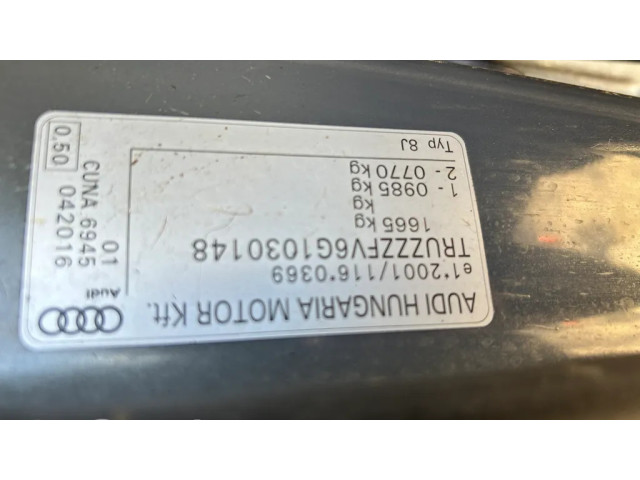 AUDI HUNGARIA MOTOR Kft.
e1*2001/116*0369
TRUZZZFV6G1030148
1665 kg
kg
1 - 0985 kg
2 - 0770 kg
Typ 8J
Audi
01
CUNA 6945
042016
0.50